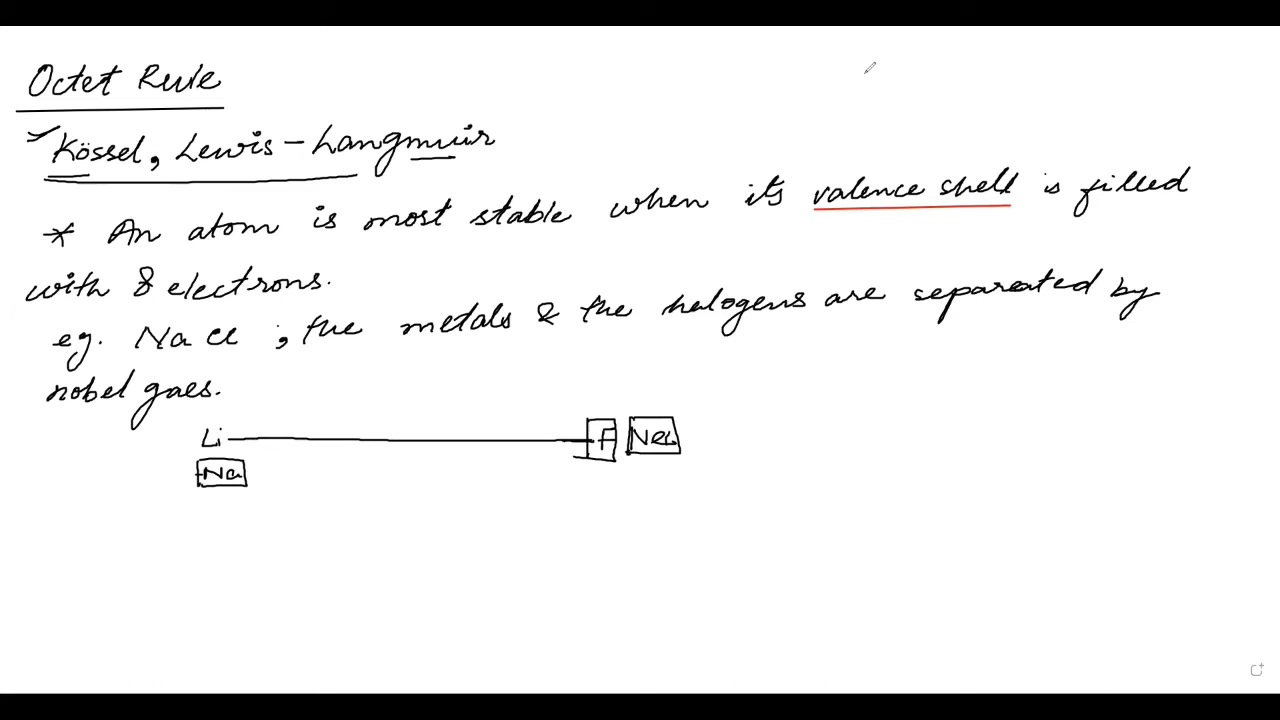 Octet Rule
Kössel, Lewis-Langmuir
* An atom is most stable when its valence shell is filled
with 8 electrons.
eg. NaCl ; the metals & the halogens are separated by
nobel gaes.
Li F
Na